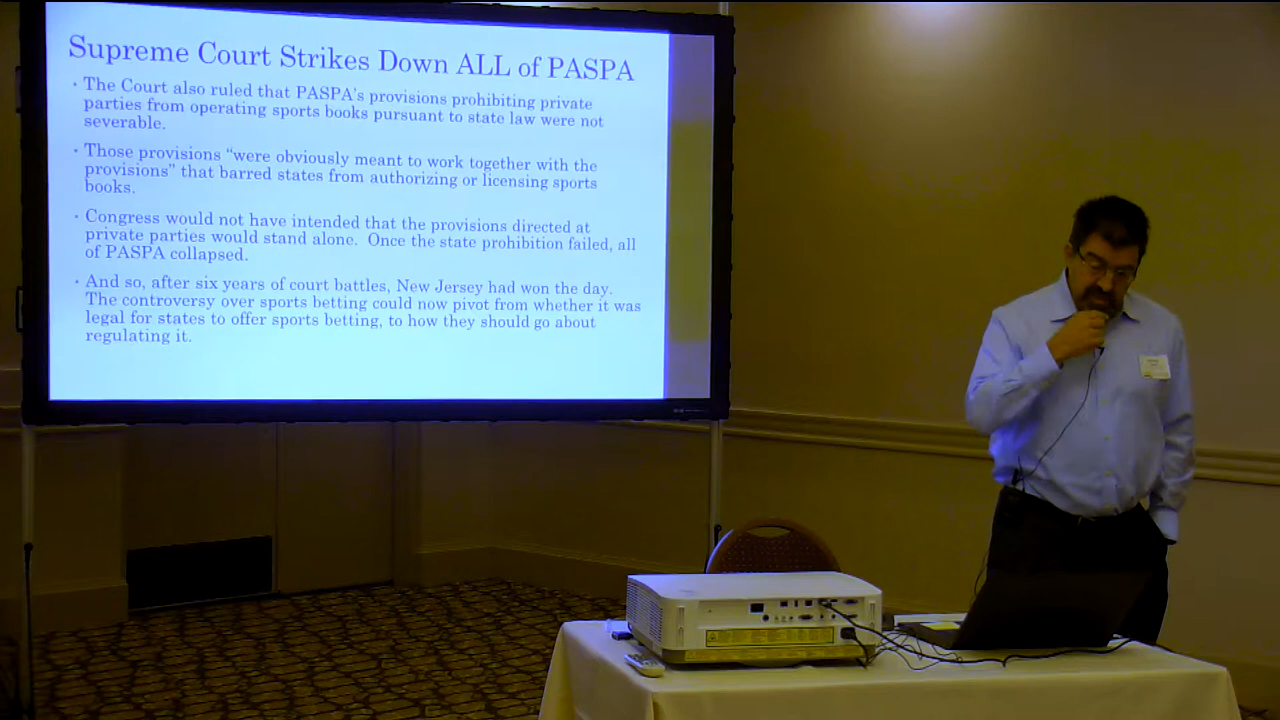 Supreme Court Strikes Down ALL of PASPA
• The Court also ruled that PASPA's provisions prohibiting private
parties from operating sports books pursuant to state law were not
severable.
• Those provisions “were obviously meant to work together with the
provisions” that barred states from authorizing or licensing sports
books.
• Congress would not have intended that the provisions directed at
private parties would stand alone.  Once the state prohibition failed, all
of PASPA collapsed.
• And so, after six years of court battles, New Jersey had won the day.
The controversy over sports betting could now pivot from whether it was
legal for states to offer sports betting, to how they should go about
regulating it.